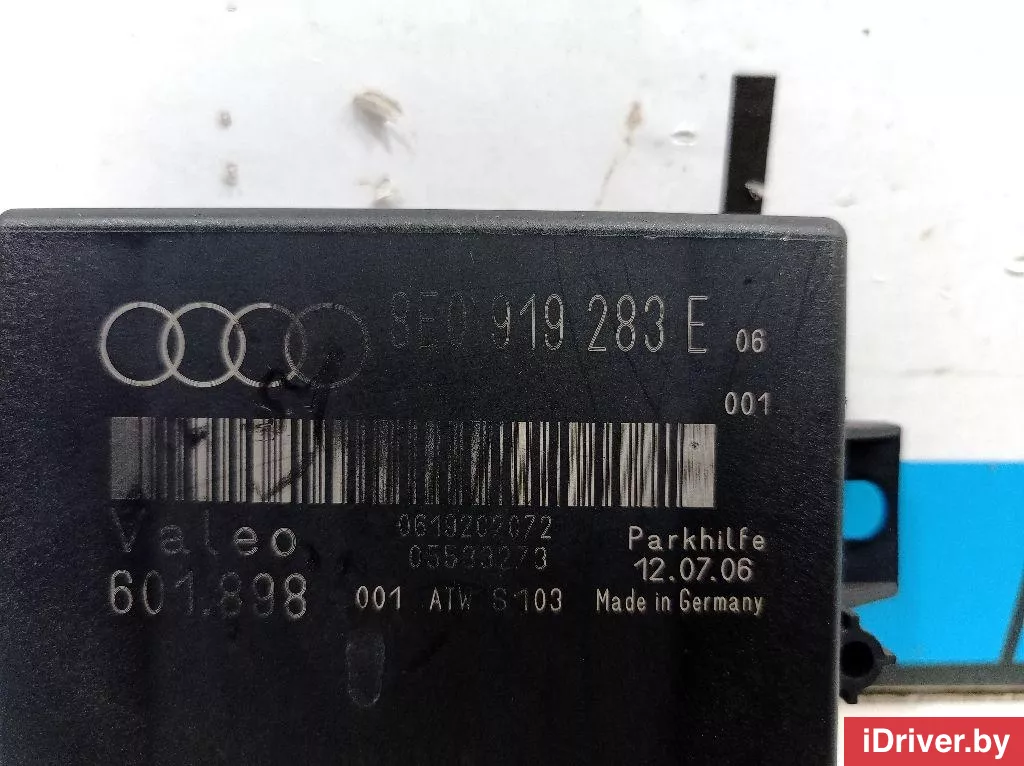 8E0 919 283 E 06
001
Valeo
0619202072
05533273
Parkhilfe
12.07.06
601.898
001 ATW S103
Made in Germany
iDriver.by